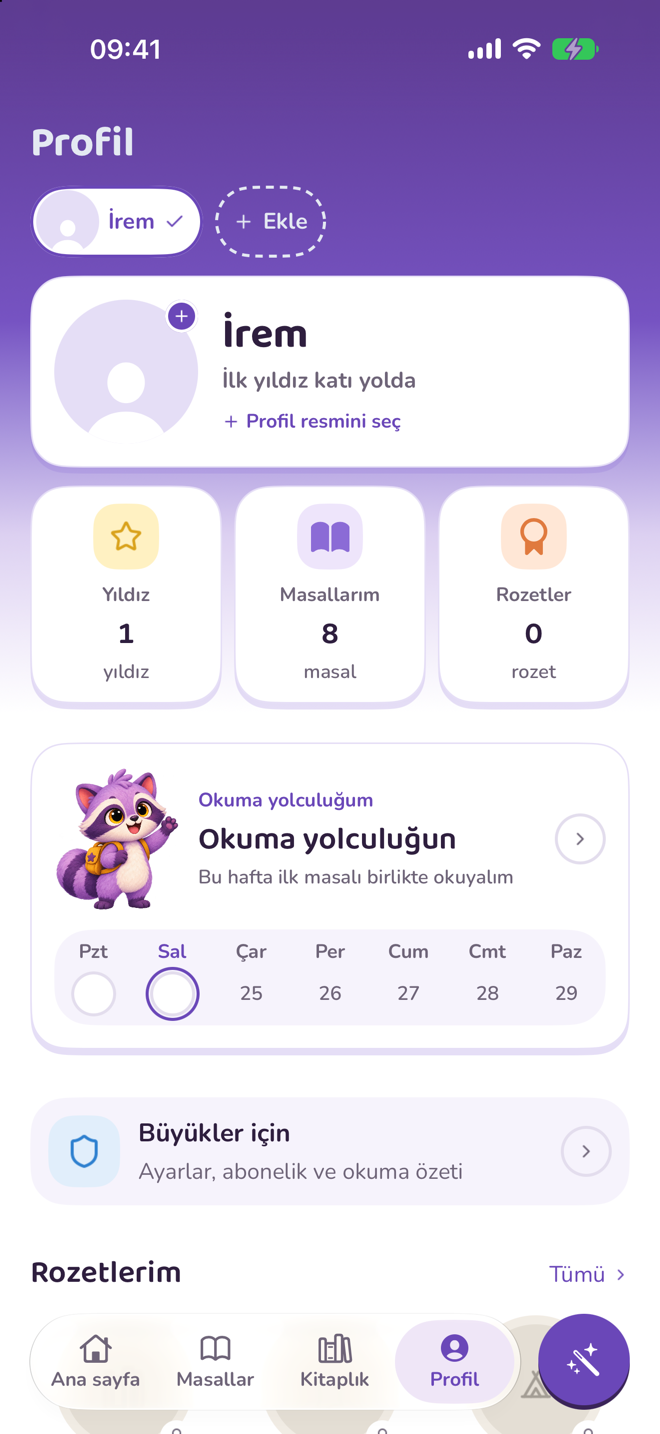 09:41
Profil
İrem
+ Ekle
İrem
İlk yıldız katı yolda
+ Profil resmini seç
Yıldız
1
yıldız
Masallarım
8
masal
Rozetler
0
rozet
Okuma yolculuğum
Okuma yolculuğun
Bu hafta ilk masalı birlikte okuyalım
Pzt Sal Çar Per Cum Cmt Paz
25 26 27 28 29
Büyükler için
Ayarlar, abonelik ve okuma özeti
Rozetlerim
Tümü
Ana sayfa Masallar Kitaplık Profil